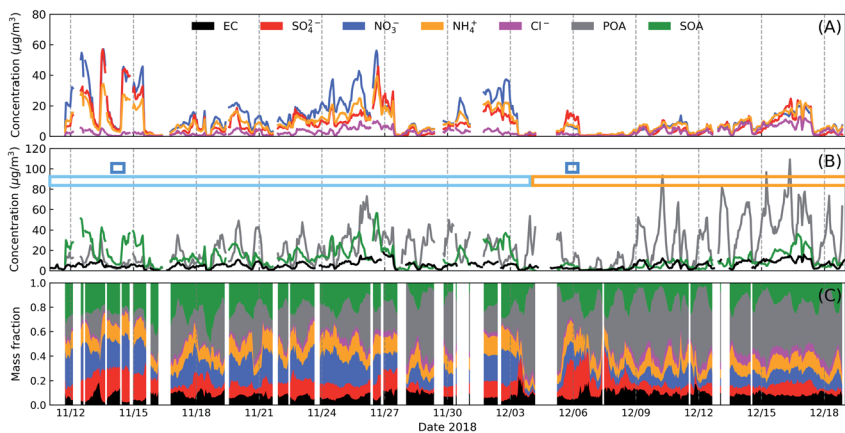 EC SO₄²⁻ NO₃⁻ NH₄⁺ Cl⁻ POA SOA
(A)
Concentration (μg/m³)
80
60
40
20
0
(B)
Concentration (μg/m³)
120
100
80
60
40
20
0
(C)
Mass fraction
1.0
0.8
0.6
0.4
0.2
0.0
11/12 11/15 11/18 11/21 11/24 11/27 11/30 12/03 12/06 12/09 12/12 12/15 12/18
Date 2018